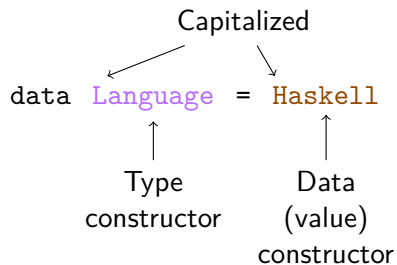 Capitalized
data Language = Haskell
Type
constructor
Data
(value)
constructor